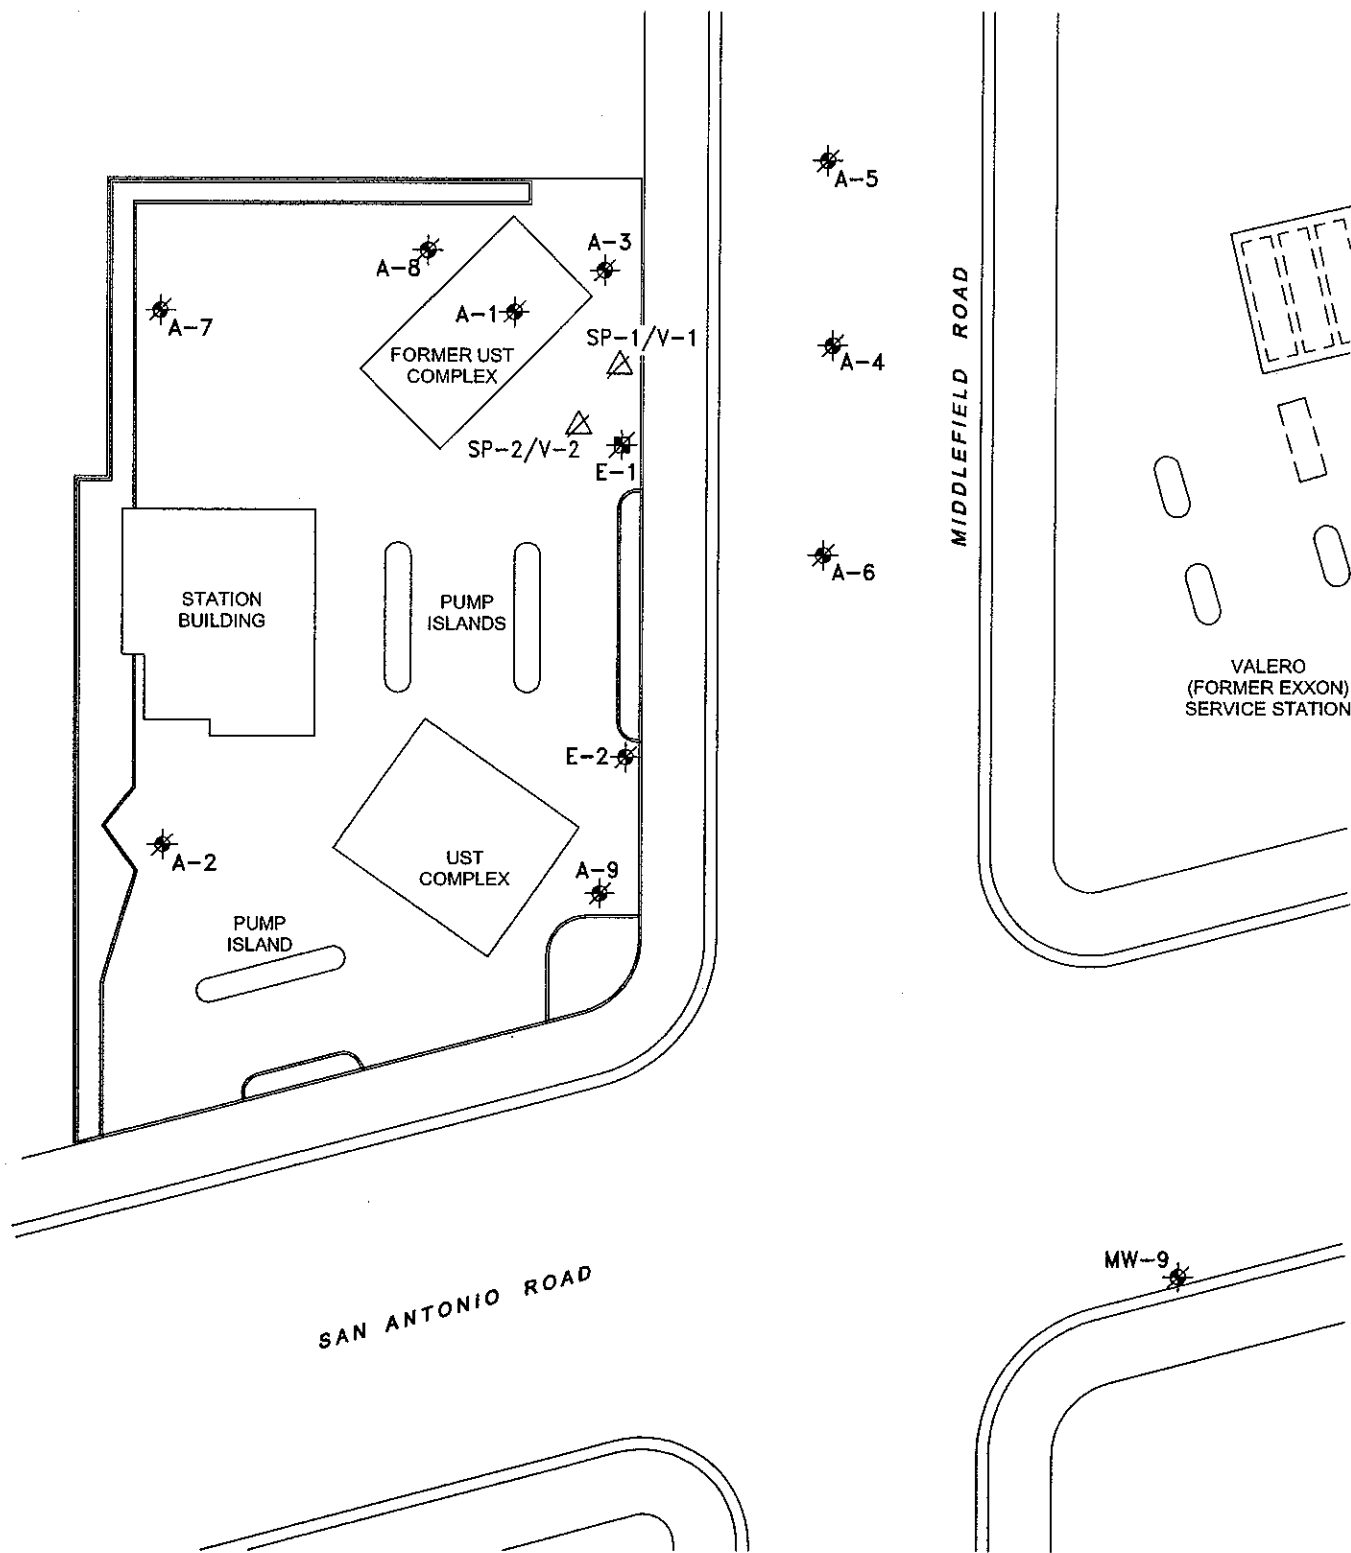 A-5
A-3
A-8
A-7
A-1
SP-1/V-1
FORMER UST
COMPLEX
A-4
SP-2/V-2
E-1
MIDDLEFIELD ROAD
A-6
STATION
BUILDING
PUMP
ISLANDS
VALERO
(FORMER EXXON)
SERVICE STATION
E-2
A-2
UST
COMPLEX
A-9
PUMP
ISLAND
MW-9
SAN ANTONIO ROAD